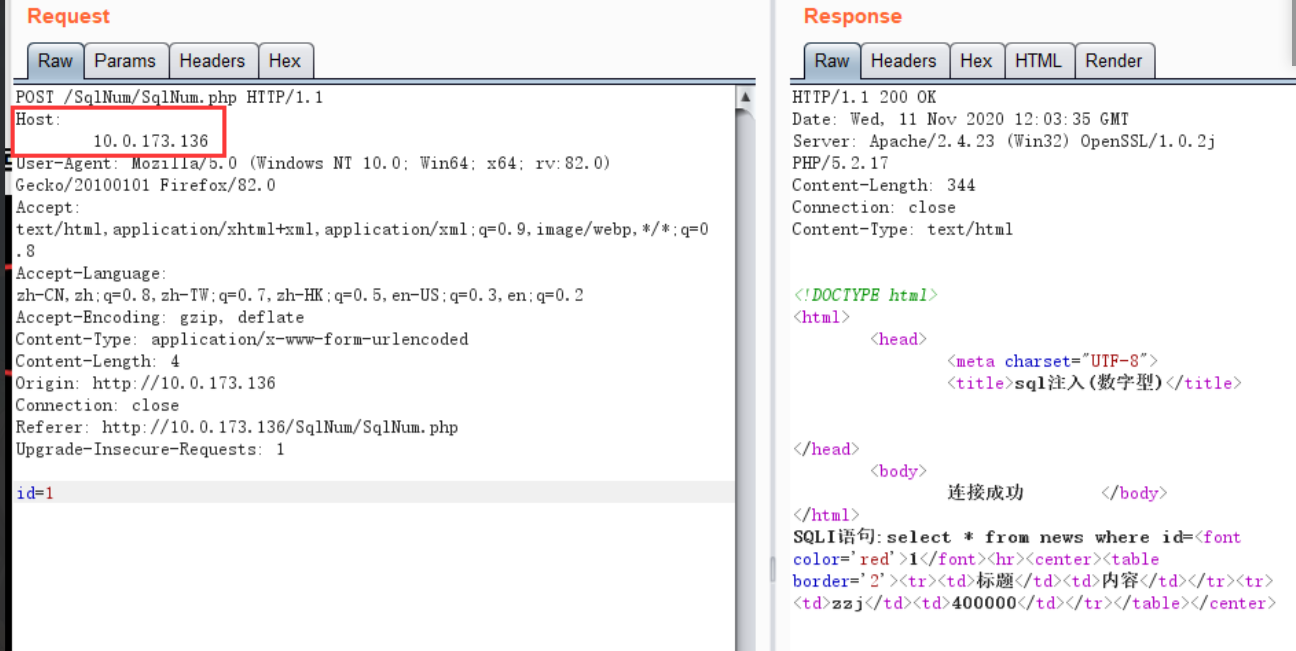 Request
Raw Params Headers Hex
POST /SqlNum/SqlNum.php HTTP/1.1
Host:
10.0.173.136
User-Agent: Mozilla/5.0 (Windows NT 10.0; Win64; x64; rv:82.0)
Gecko/20100101 Firefox/82.0
Accept:
text/html,application/xhtml+xml,application/xml;q=0.9,image/webp,*/*;q=0
.8
Accept-Language:
zh-CN,zh;q=0.8,zh-TW;q=0.7,zh-HK;q=0.5,en-US;q=0.3,en;q=0.2
Accept-Encoding: gzip, deflate
Content-Type: application/x-www-form-urlencoded
Content-Length: 4
Origin: http://10.0.173.136
Connection: close
Referer: http://10.0.173.136/SqlNum/SqlNum.php
Upgrade-Insecure-Requests: 1
id=1
Response
Raw Headers Hex HTML Render
HTTP/1.1 200 OK
Date: Wed, 11 Nov 2020 12:03:35 GMT
Server: Apache/2.4.23 (Win32) OpenSSL/1.0.2j
PHP/5.2.17
Content-Length: 344
Connection: close
Content-Type: text/html
<!DOCTYPE html>
<html>
<head>
<meta charset="UTF-8">
<title>sql注入(数字型)</title>
</head>
<body>
连接成功 </body>
</html>
SQLI语句:select * from news where id=<font
color='red'>1</font><hr><center><table
border='2'><tr><td>标题</td><td>内容</td></tr><tr>
<td>zzj</td><td>400000</td></tr></table></center>